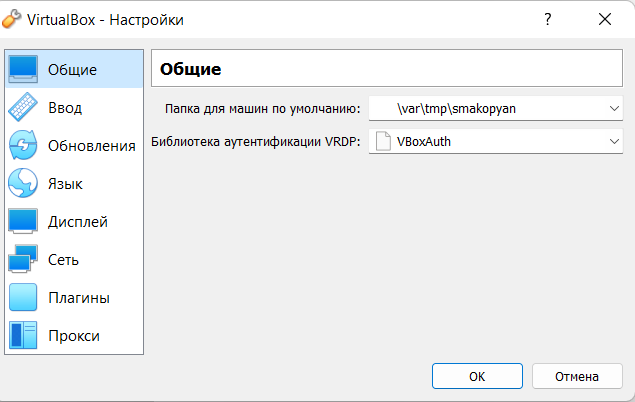 VirtualBox - Настройки
?
Общие
Ввод
Обновления
Язык
Дисплей
Сеть
Плагины
Прокси
Общие
Папка для машин по умолчанию: \var\tmp\smakopyan
Библиотека аутентификации VRDP: VBoxAuth
OK
Отмена